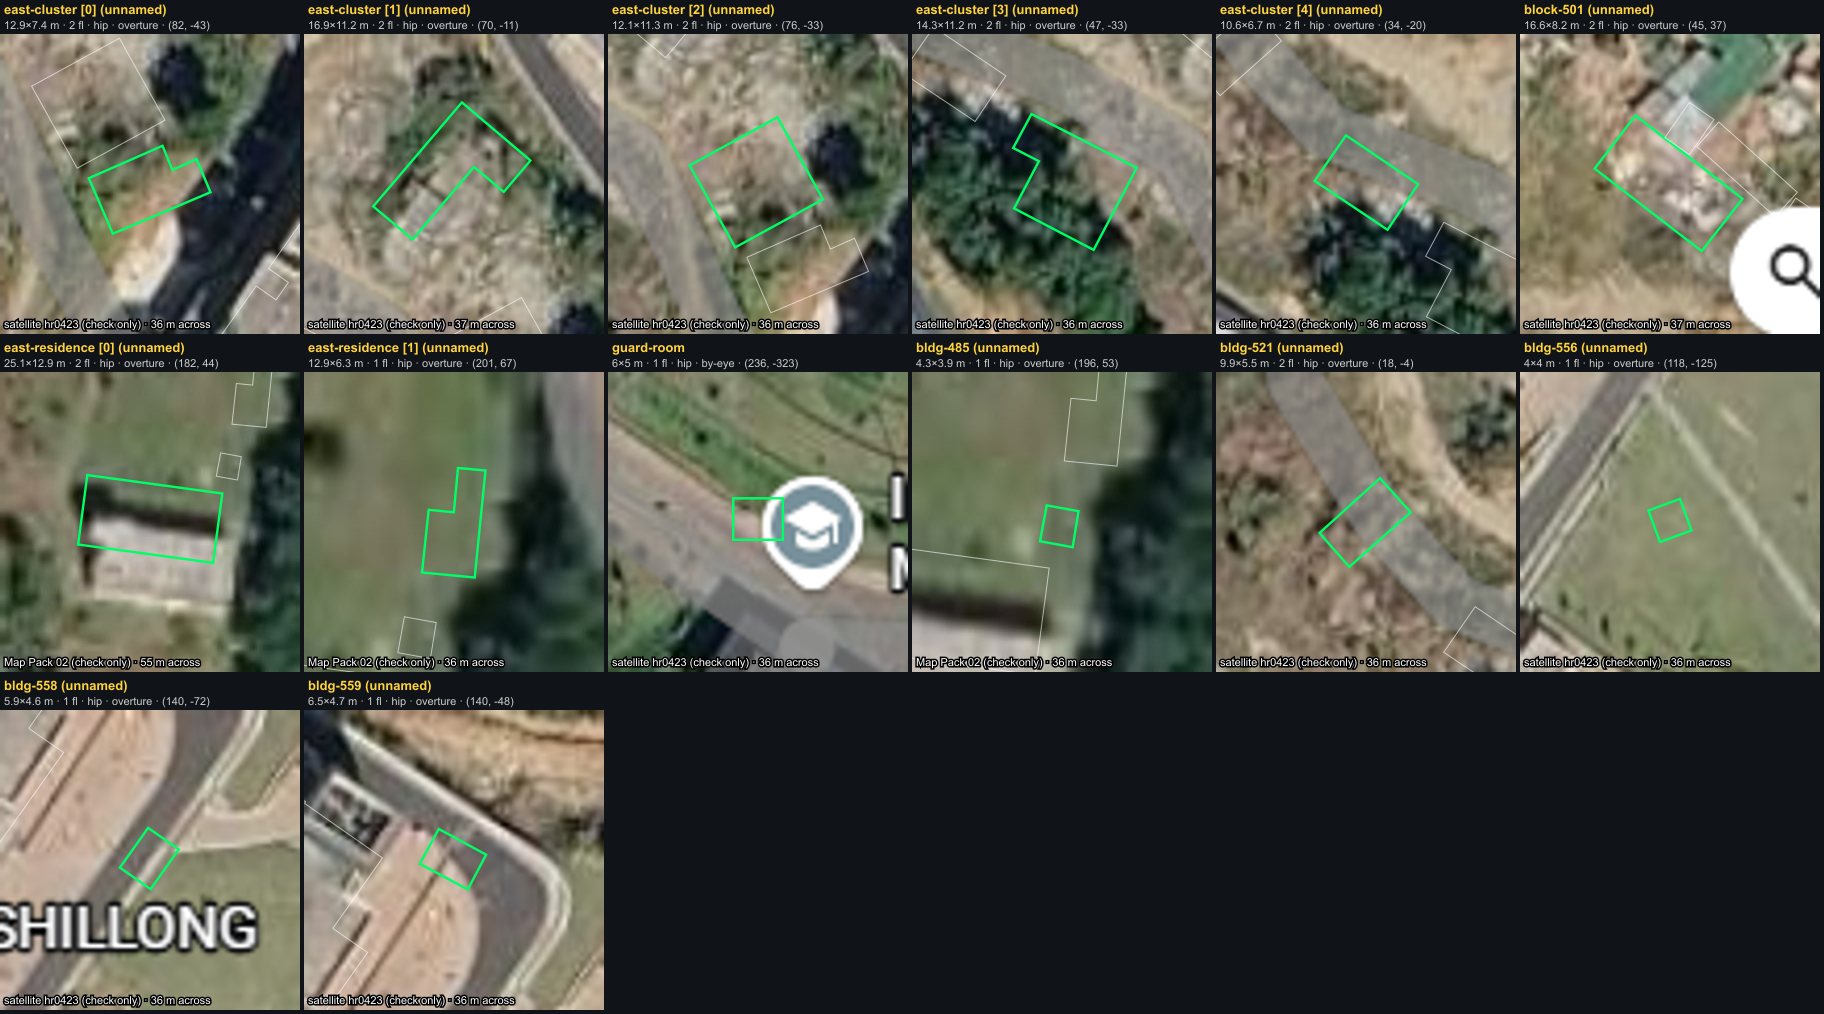 east-cluster [0] (unnamed)
12.9×7.4 m · 2 fl · hip · overture · (82, -43)
satellite hr0423 (check only) · 36 m across
east-cluster [1] (unnamed)
16.9×11.2 m · 2 fl · hip · overture · (70, -11)
satellite hr0423 (check only) · 37 m across
east-cluster [2] (unnamed)
12.1×11.3 m · 2 fl · hip · overture · (76, -33)
satellite hr0423 (check only) · 36 m across
east-cluster [3] (unnamed)
14.3×11.2 m · 2 fl · hip · overture · (47, -33)
satellite hr0423 (check only) · 36 m across
east-cluster [4] (unnamed)
10.6×6.7 m · 2 fl · hip · overture · (34, -20)
satellite hr0423 (check only) · 36 m across
block-501 (unnamed)
16.6×8.2 m · 2 fl · hip · overture · (45, 37)
satellite hr0423 (check only) · 37 m across
east-residence [0] (unnamed)
25.1×12.9 m · 2 fl · hip · overture · (182, 44)
Map Pack 02 (check only) · 55 m across
east-residence [1] (unnamed)
12.9×6.3 m · 1 fl · hip · overture · (201, 67)
Map Pack 02 (check only) · 36 m across
guard-room
6×5 m · 1 fl · hip · by-eye · (236, -323)
satellite hr0423 (check only) · 36 m across
bldg-485 (unnamed)
4.3×3.9 m · 1 fl · hip · overture · (196, 53)
Map Pack 02 (check only) · 36 m across
bldg-521 (unnamed)
9.9×5.5 m · 2 fl · hip · overture · (18, -4)
satellite hr0423 (check only) · 36 m across
bldg-556 (unnamed)
4×4 m · 1 fl · hip · overture · (118, -125)
satellite hr0423 (check only) · 36 m across
bldg-558 (unnamed)
5.9×4.6 m · 1 fl · hip · overture · (140, -72)
SHILLONG
satellite hr0423 (check only) · 36 m across
bldg-559 (unnamed)
6.5×4.7 m · 1 fl · hip · overture · (140, -48)
satellite hr0423 (check only) · 36 m across